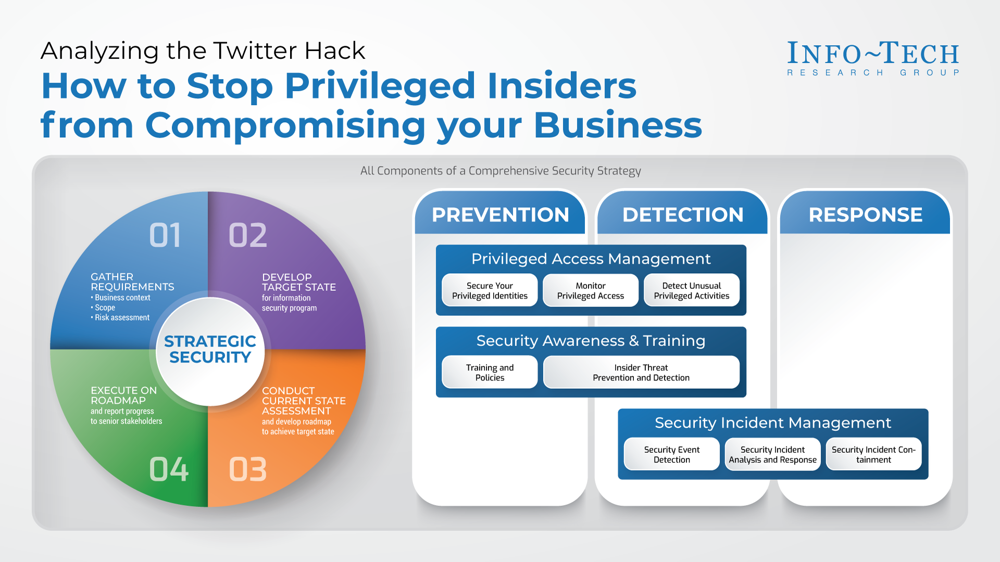 Analyzing the Twitter Hack
How to Stop Privileged Insiders
from Compromising your Business
INFO~TECH
RESEARCH GROUP
All Components of a Comprehensive Security Strategy
01
GATHER
REQUIREMENTS
• Business context
• Scope
• Risk assessment
02
DEVELOP
TARGET STATE
for information
security program
STRATEGIC
SECURITY
EXECUTE ON
ROADMAP
and report progress
to senior stakeholders
04
CONDUCT
CURRENT STATE
ASSESSMENT
and develop roadmap
to achieve target state
03
PREVENTION
DETECTION
RESPONSE
Privileged Access Management
Secure Your
Privileged Identities
Monitor
Privileged Access
Detect Unusual
Privileged Activities
Security Awareness & Training
Training and
Policies
Insider Threat
Prevention and Detection
Security Incident Management
Security Event
Detection
Security Incident
Analysis and Response
Security Incident Con-
tainment